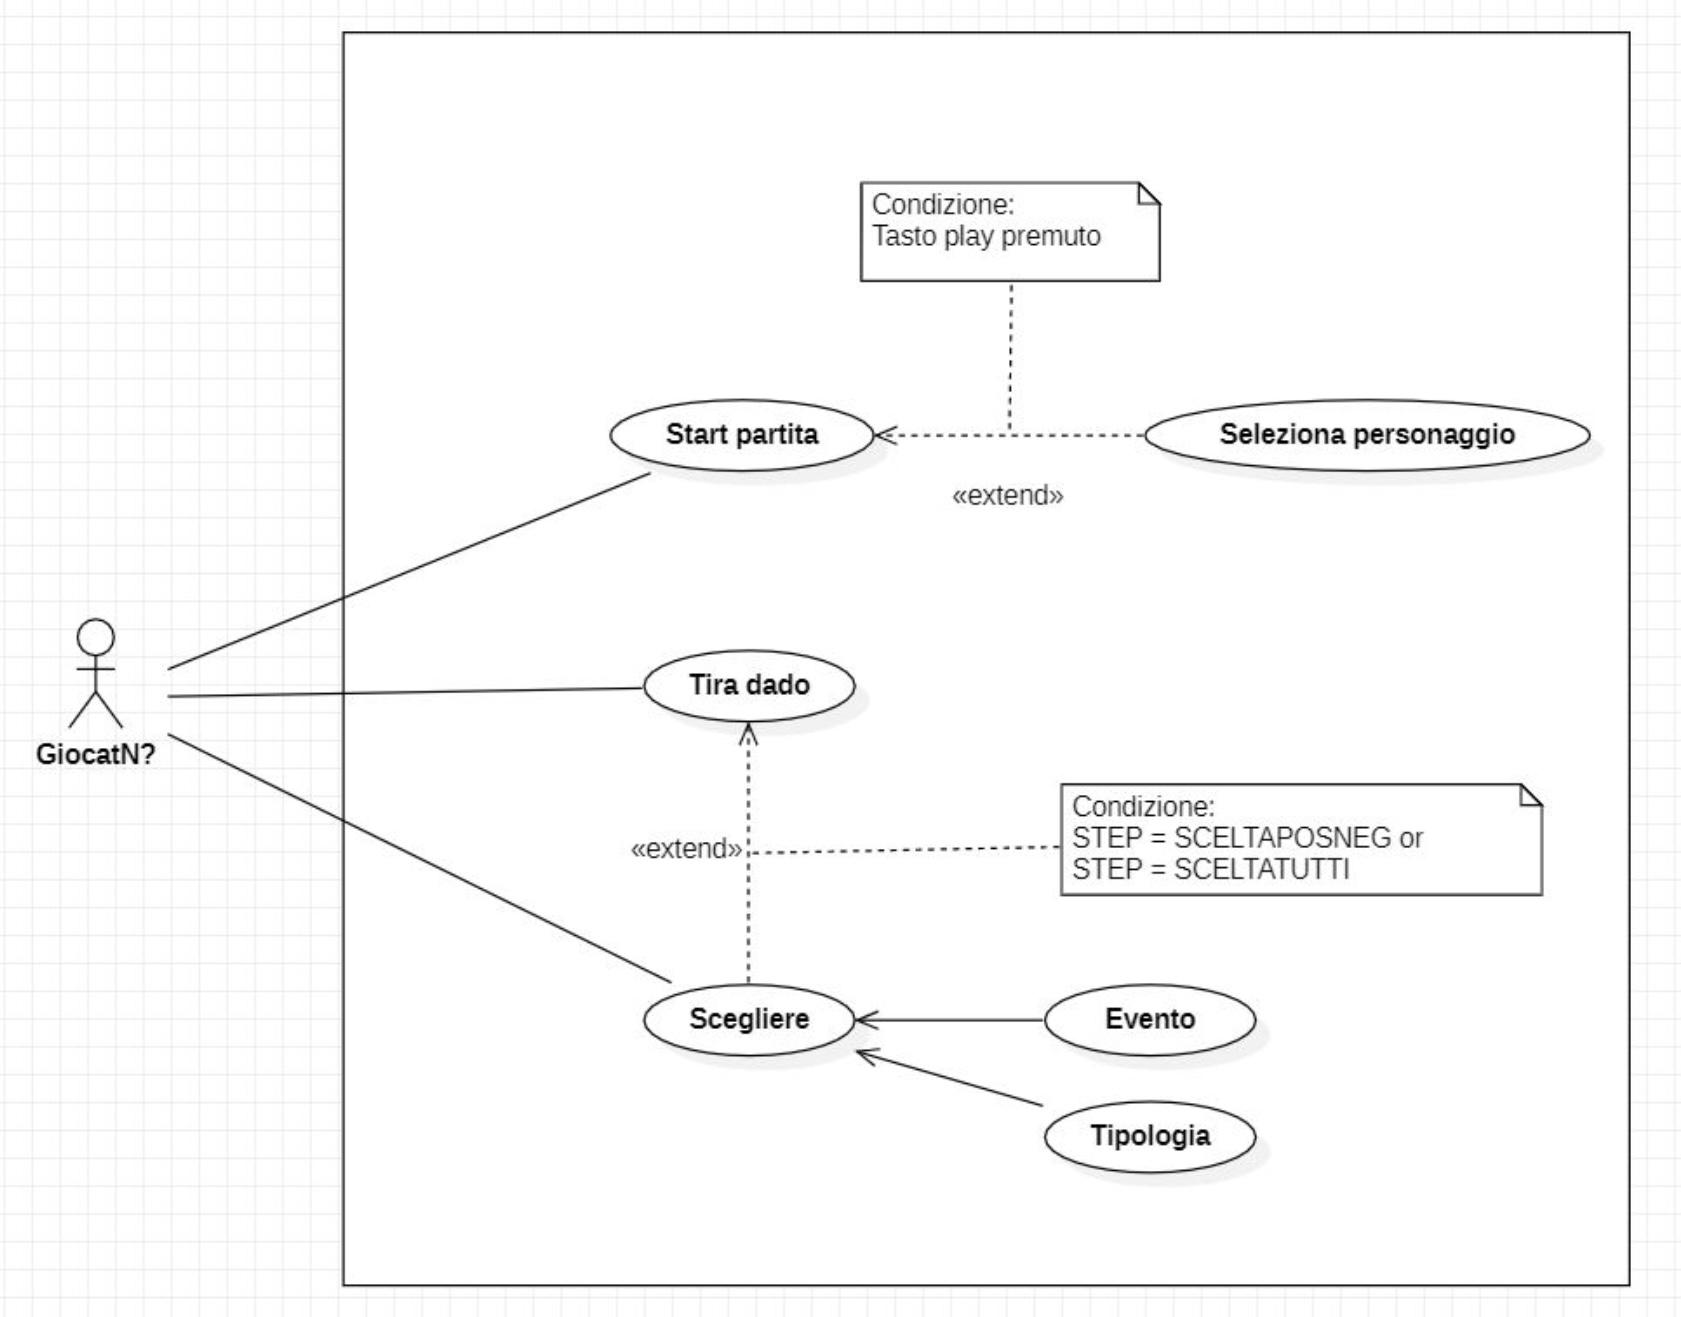 Condizione:
Tasto play premuto
Start partita
Seleziona personaggio
«extend»
Tira dado
GiocatN?
Condizione:
STEP = SCELTAPOSNEG or
STEP = SCELTATUTTI
«extend»
Scegliere
Evento
Tipologia